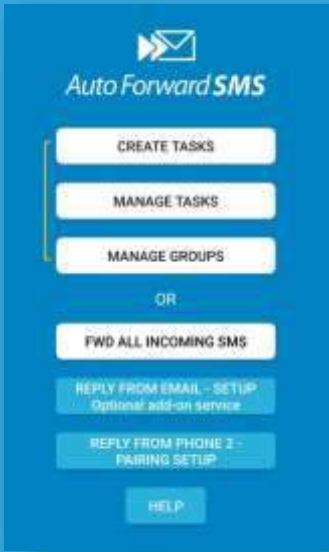 Auto Forward SMS
CREATE TASKS
MANAGE TASKS
MANAGE GROUPS
OR
FWD ALL INCOMING SMS
REPLY FROM EMAIL - SETUP
Optional add-on service
REPLY FROM PHONE 2 -
PAIRING SETUP
HELP